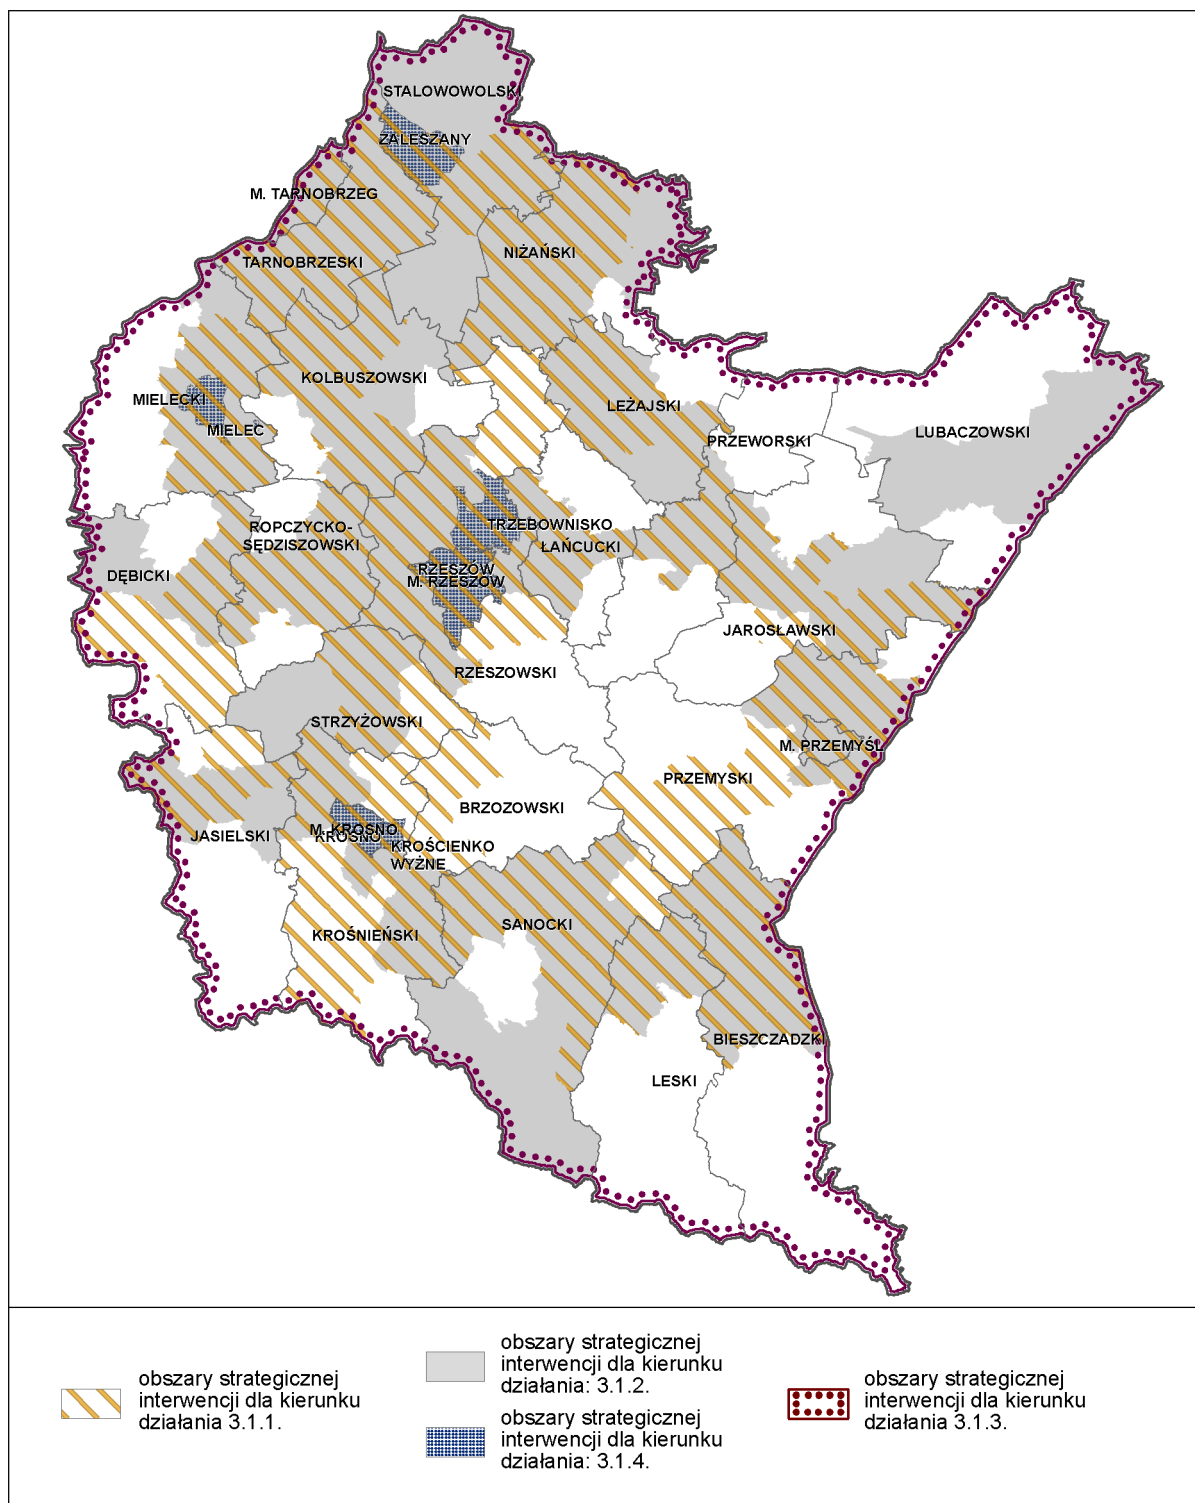 STALOWOWOLSKI
ZALESZANY
M. TARNOBRZEG
NIŻAŃSKI
TARNOBRZESKI
KOLBUSZOWSKI
MIELECKI
LEŻAJSKI
MIELEC
PRZEWORSKI
LUBACZOWSKI
ROPCZYCKO-
SĘDZISZOWSKI
TRZEBOWNISKO
ŁAŃCUCKI
DĘBICKI
RZESZÓW
M. RZESZÓW
JAROSŁAWSKI
RZESZOWSKI
STRZYŻOWSKI
M. PRZEMYŚL
PRZEMYSKI
BRZOZOWSKI
JASIELSKI
M. KROSNO
KROSNO
KROŚCIENKO
WYŻNE
SANOCKI
KROŚNIEŃSKI
BIESZCZADZKI
LESKI
obszary strategicznej
interwencji dla kierunku
działania 3.1.1.
obszary strategicznej
interwencji dla kierunku
działania: 3.1.2.
obszary strategicznej
interwencji dla kierunku
działania: 3.1.4.
obszary strategicznej
interwencji dla kierunku
działania 3.1.3.